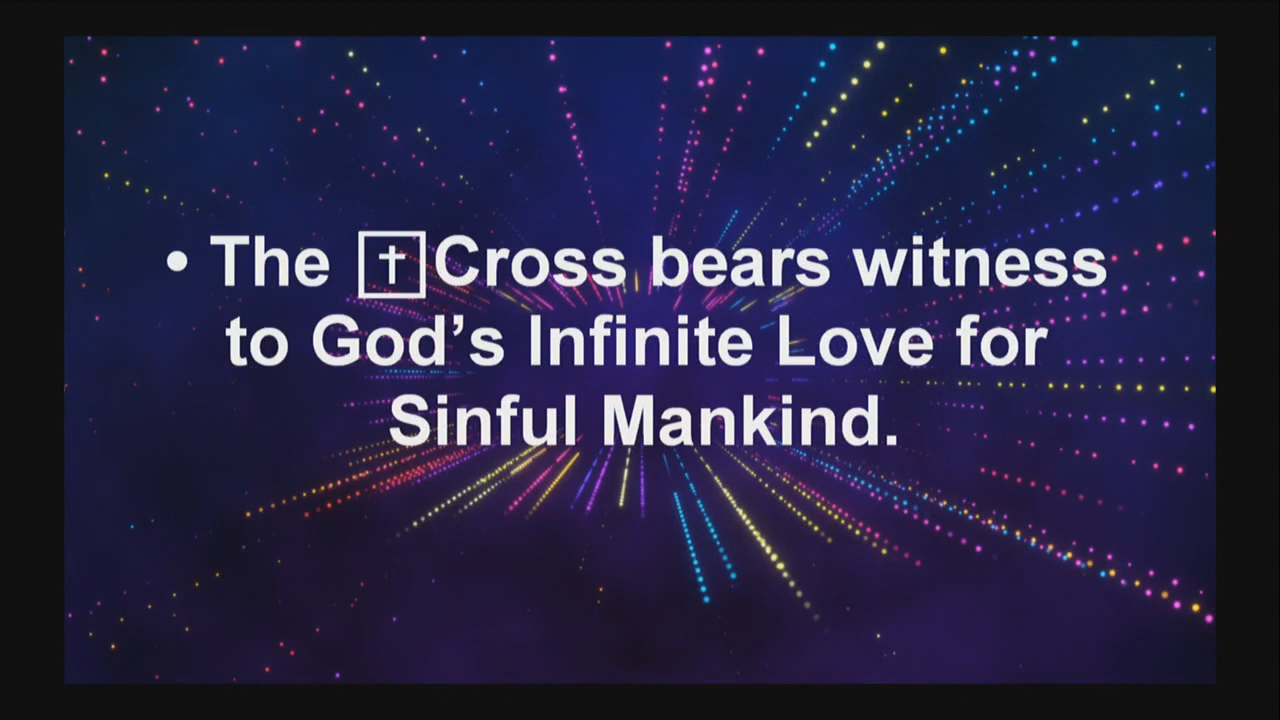 • The ✝Cross bears witness
to God’s Infinite Love for
Sinful Mankind.